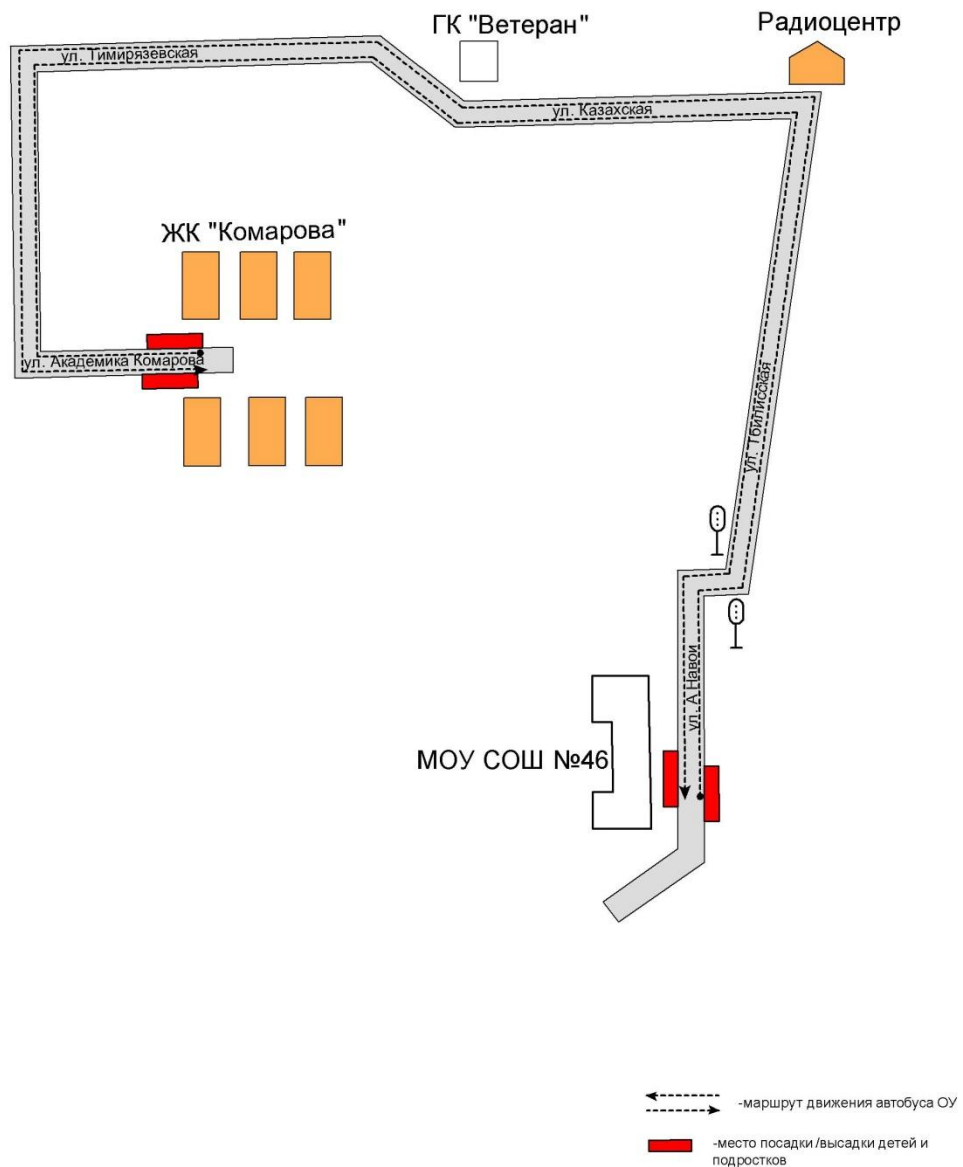 ГК "Ветеран"
Радиоцентр
ул. Тимирязевская
ул. Казахская
ЖК "Комарова"
ул. Академика Комарова
ул. Тбилисская
ул. А Навои
МОУ СОШ №46
-маршрут движения автобуса ОУ
-место посадки/высадки детей и
подростков